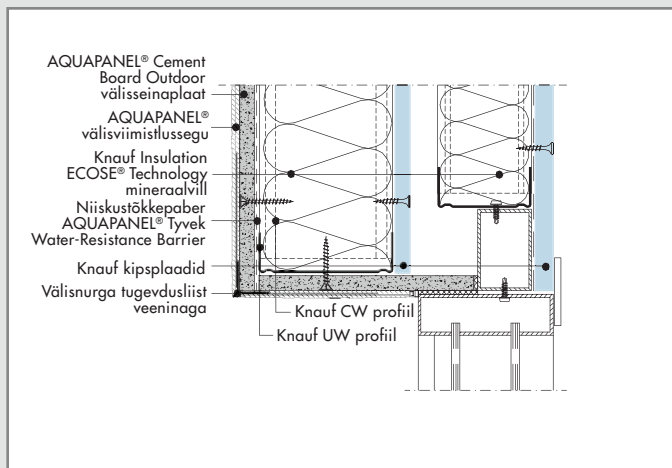 AQUAPANEL® Cement
Board Outdoor
välisseinaplaat
AQUAPANEL®
välisviimistlussegu
Knauf Insulation
ECOSE® Technology
mineraalvill
Niiskustõkkepaber
AQUAPANEL® Tyvek
Water-Resistance Barrier
Knauf kipsplaadid
Välisnurga tugevdusliist
veeninaga
Knauf CW profiil
Knauf UW profiil